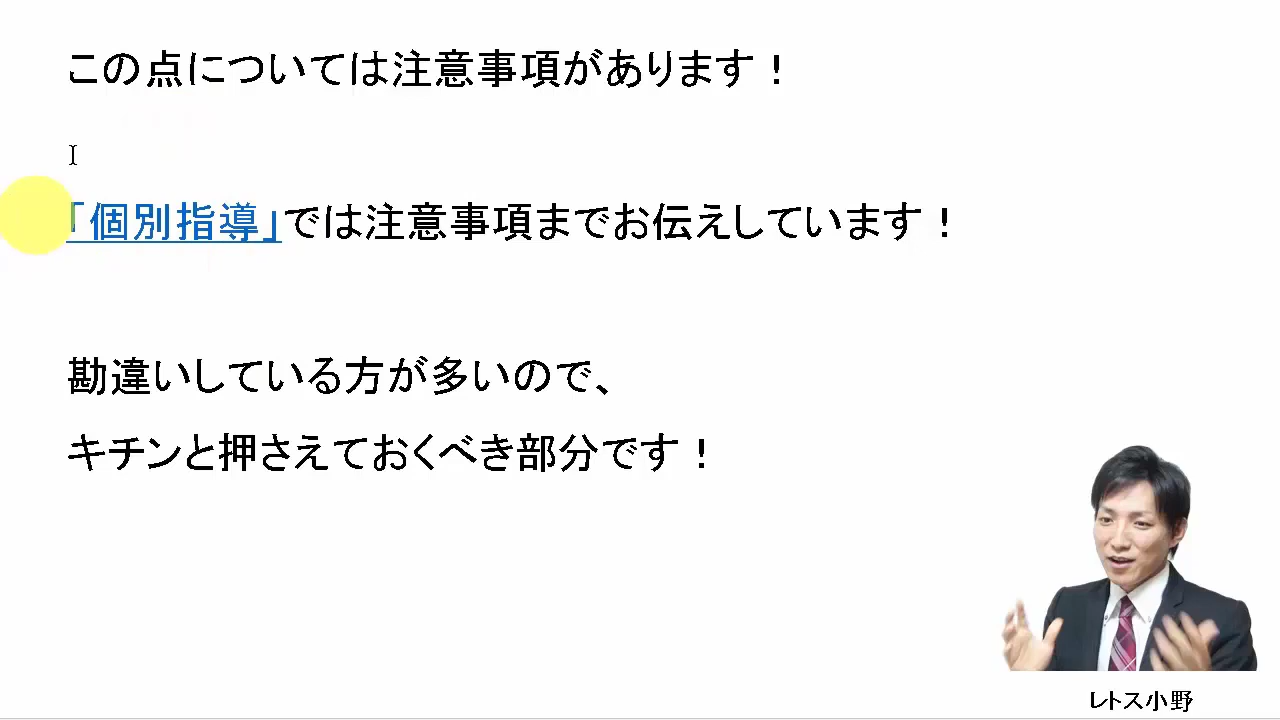 この点については注意事項があります！
「個別指導」では注意事項までお伝えしています！
勘違いしている方が多いので、
キチンと押さえておくべき部分です！
レトス小野